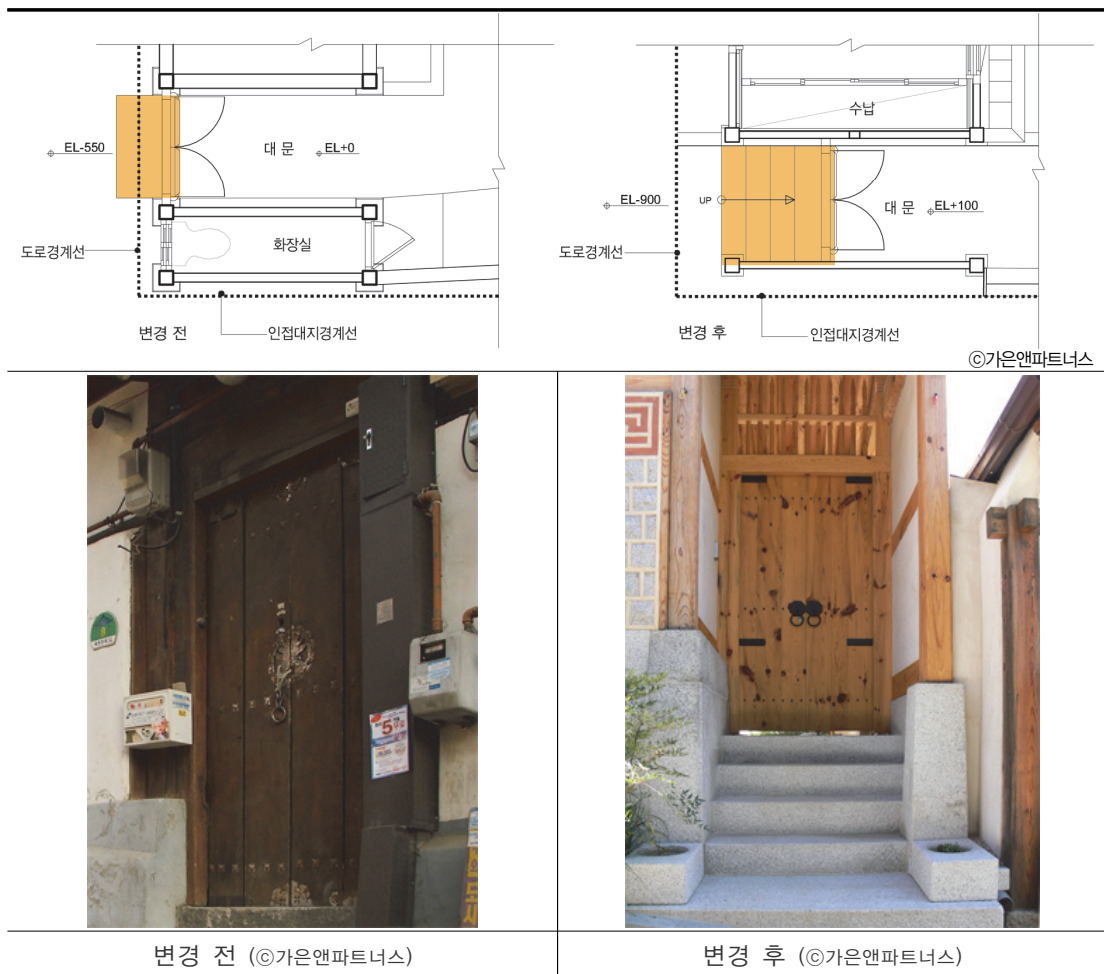 EL-550
대 문
EL+0
도로경계선
화장실
변경 전
인접대지경계선
수납
EL-900
UP
대 문
EL+100
도로경계선
변경 후
인접대지경계선
ⓒ가은앤파트너스
5
변경 전 (ⓒ가은앤파트너스)
변경 후 (ⓒ가은앤파트너스)